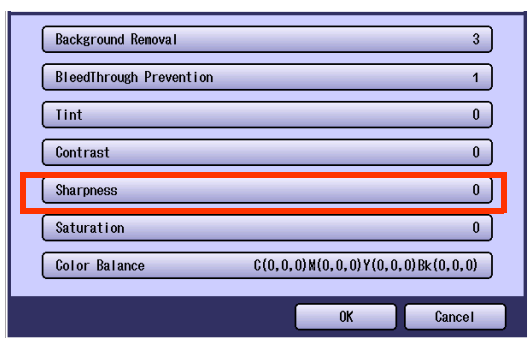 Background Removal 3
BleedThrough Prevention 1
Tint 0
Contrast 0
Sharpness 0
Saturation 0
Color Balance C(0,0,0)M(0,0,0)Y(0,0,0)Bk(0,0,0)
OK Cancel